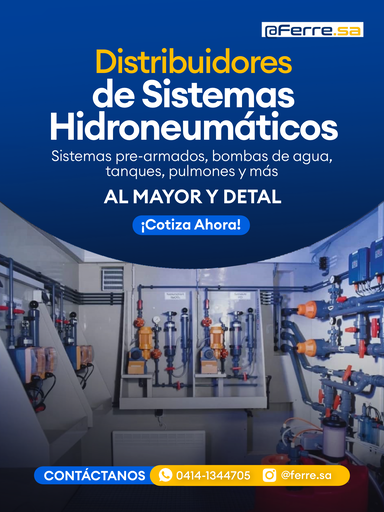 @Ferre.sa
Distribuidores
de Sistemas
Hidroneumáticos
Sistemas pre-armados, bombas de agua,
tanques, pulmones y más
AL MAYOR Y DETAL
¡Cotiza Ahora!
CONTÁCTANOS 0414-1344705 @ferre.sa